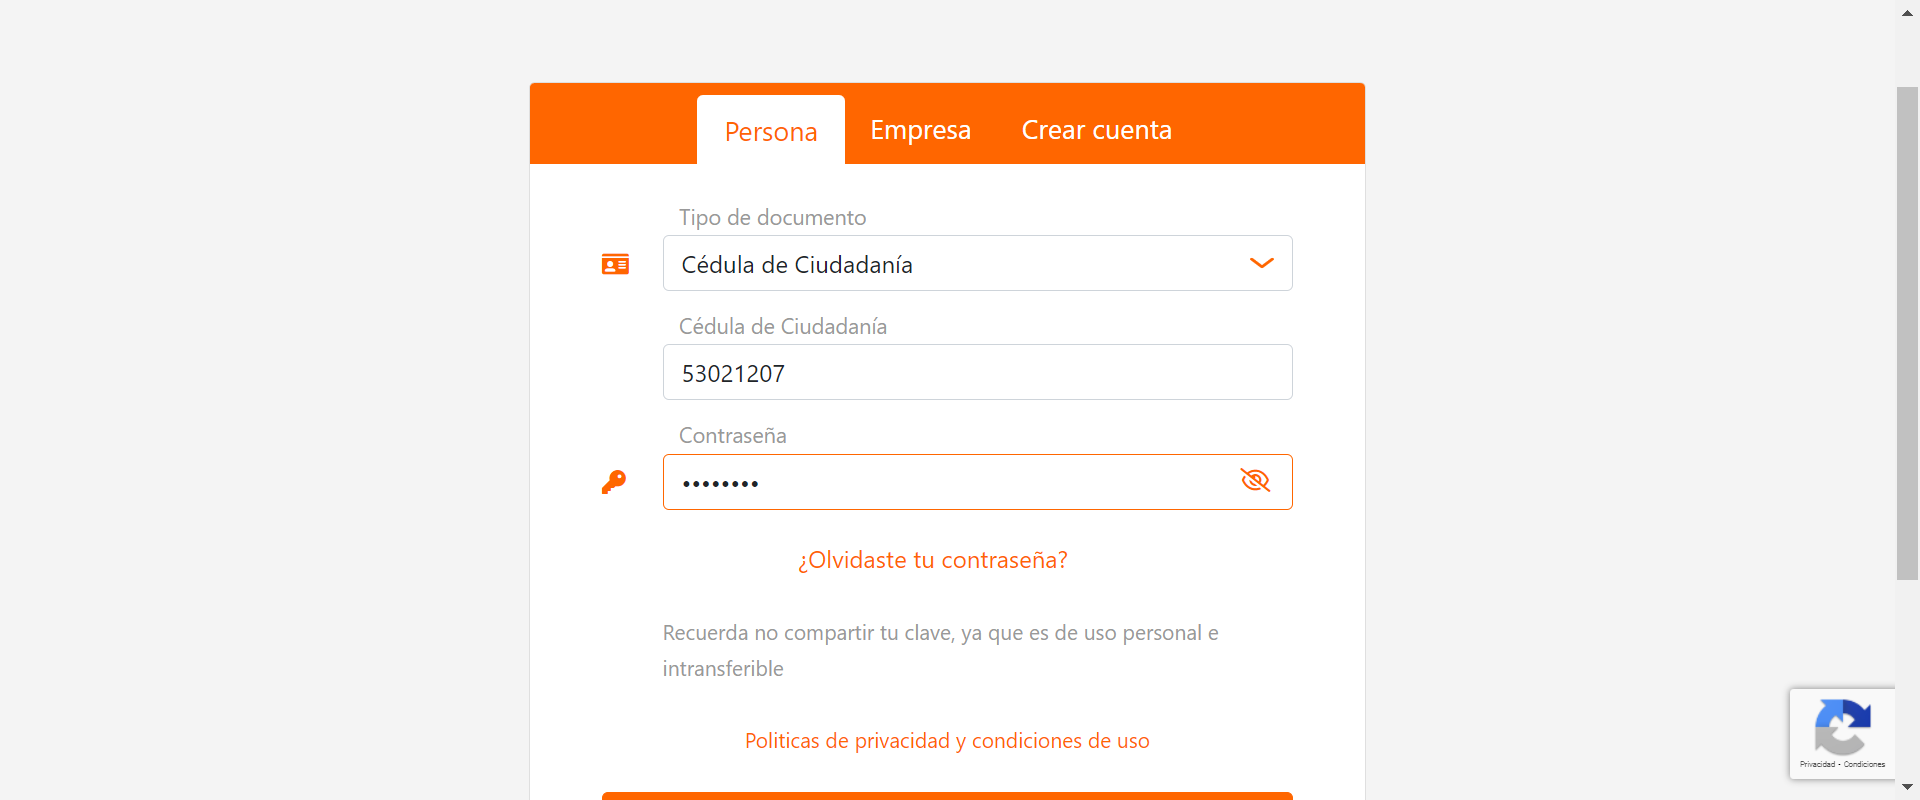 Persona Empresa Crear cuenta
Tipo de documento
Cédula de Ciudadanía
Cédula de Ciudadanía
53021207
Contraseña
••••••••
¿Olvidaste tu contraseña?
Recuerda no compartir tu clave, ya que es de uso personal e
intransferible
Politicas de privacidad y condiciones de uso
Privacidad - Condiciones